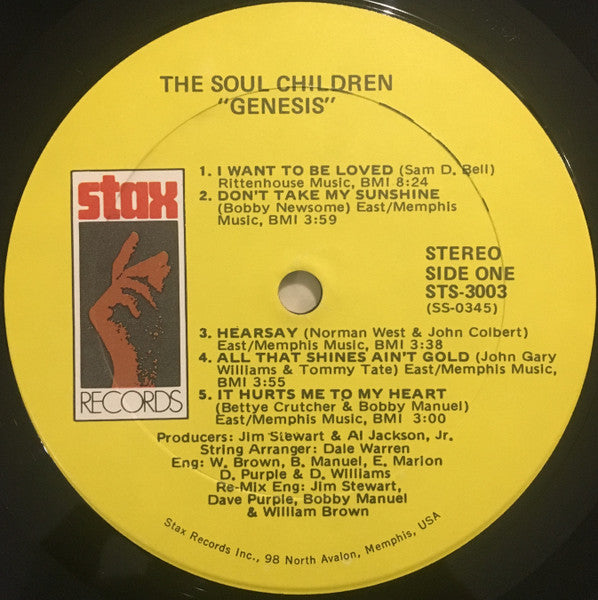 THE SOUL CHILDREN
"GENESIS"
1. I WANT TO BE LOVED (Sam D. Bell)
Rittenhouse Music, BMI 8:24
2. DON'T TAKE MY SUNSHINE
(Bobby Newsome) East/Memphis
Music, BMI 3:59
stax
RECORDS
STEREO
SIDE ONE
STS-3003
(SS-0345)
3. HEARSAY (Norman West & John Colbert)
East/Memphis Music, BMI 3:38
4. ALL THAT SHINES AIN'T GOLD (John Gary
Williams & Tommy Tate) East/Memphis Music,
BMI 3:55
5. IT HURTS ME TO MY HEART
(Bettye Crutcher & Bobby Manuel)
East/Memphis Music, BMI 3:00
Producers: Jim Stewart & Al Jackson, Jr.
String Arranger: Dale Warren
Eng: W. Brown, B. Manuel, E. Marion
D. Purple & D. Williams
Re-Mix Eng: Jim Stewart,
Dave Purple, Bobby Manuel
& William Brown
Stax Records Inc., 98 North Avalon, Memphis, USA